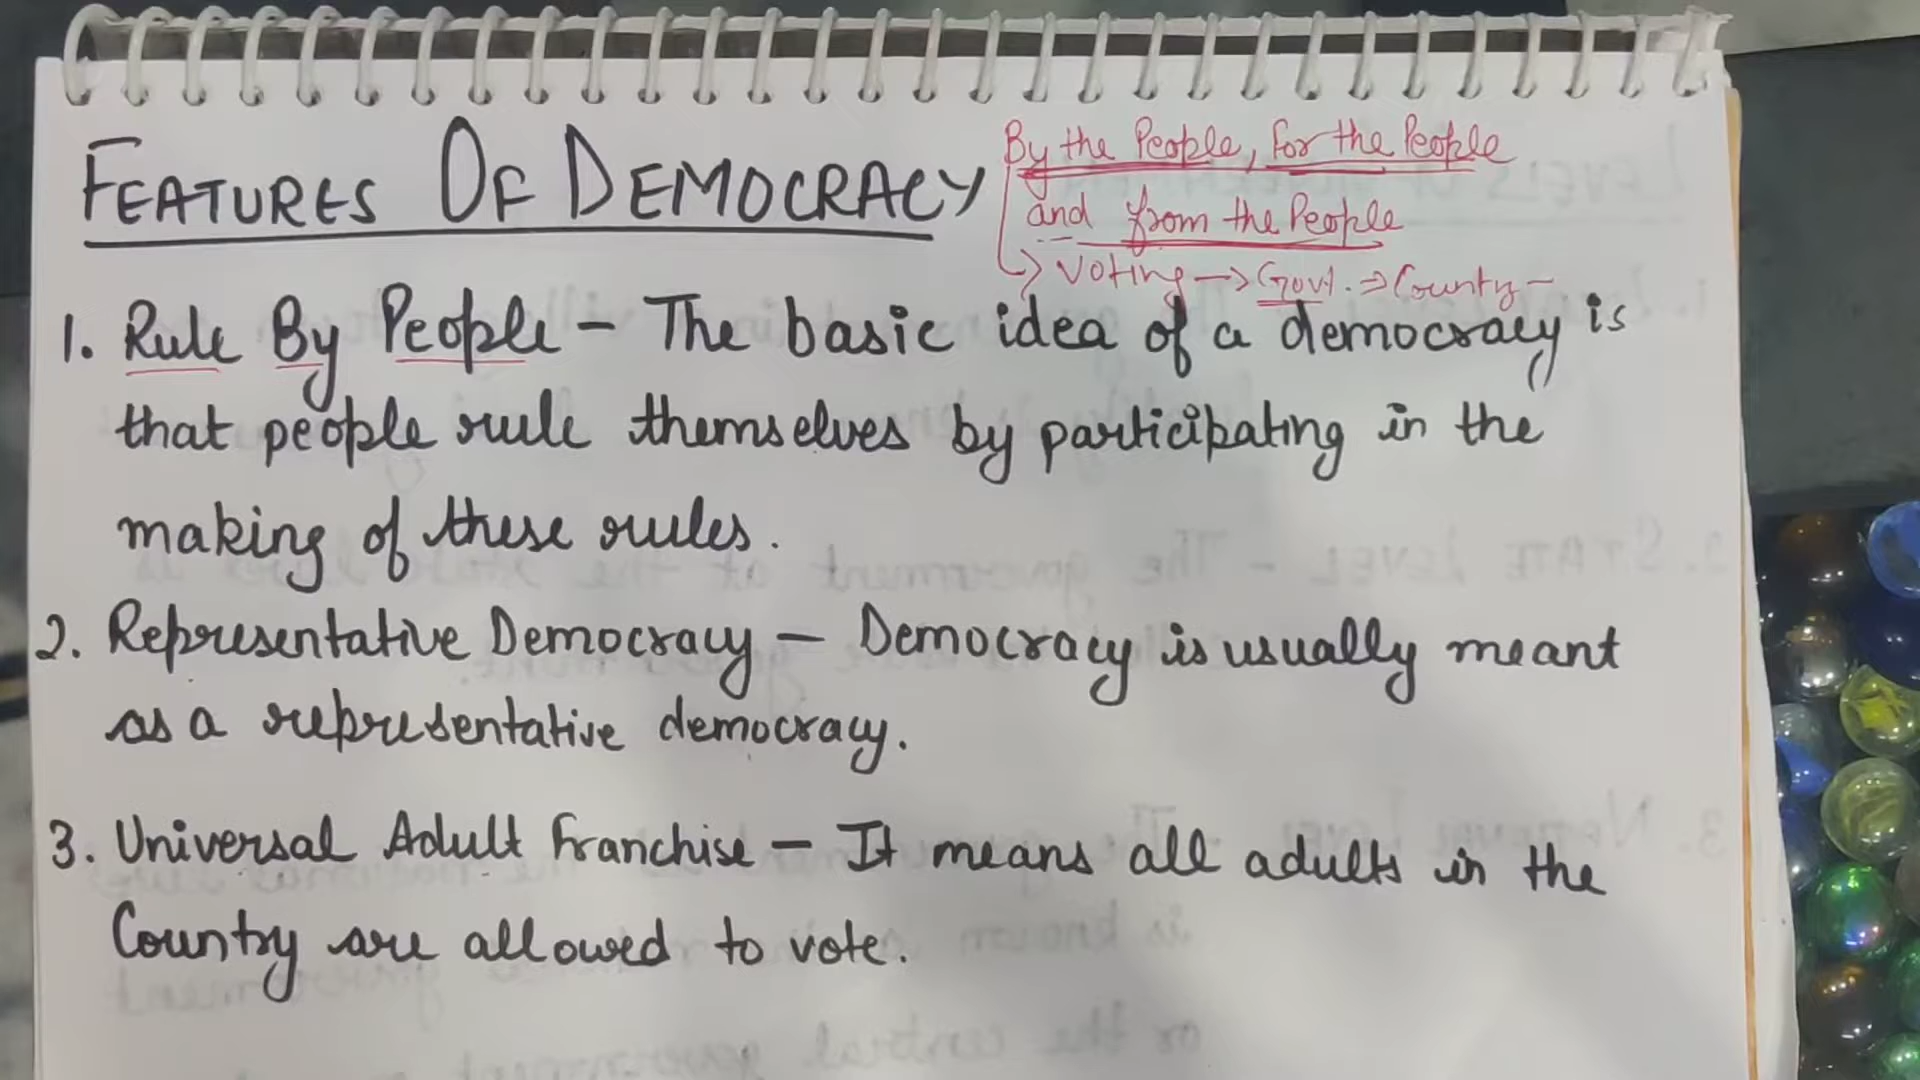 FEATURES OF DEMOCRACY
By the People, for the People
and from the People
→ Voting → Govt. ⇒ County -
1. Rule By People - The basic idea of a democracy is
that people rule themselves by participating in the
making of these rules.
2. Representative Democracy - Democracy is usually meant
as a representative democracy.
3. Universal Adult Franchise - It means all adults in the
Country are allowed to vote.